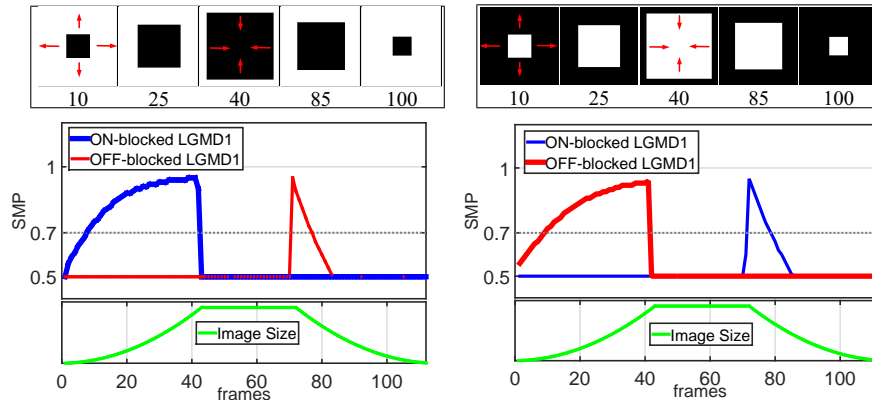 10 25 40 85 100
10 25 40 85 100
ON-blocked LGMD1
OFF-blocked LGMD1
1
0.7
0.5
SMP
Image Size
0 20 40 60 80 100
frames
ON-blocked LGMD1
OFF-blocked LGMD1
1
0.7
0.5
SMP
Image Size
0 20 40 60 80 100
frames